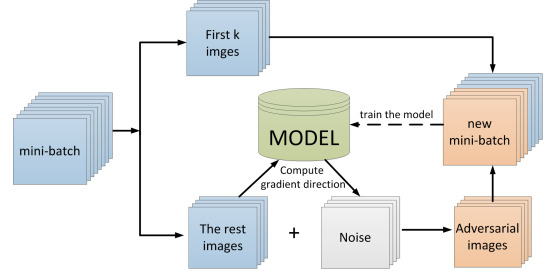 First k
imges
mini-batch
MODEL
train the model
new
mini-batch
Compute
gradient direction
The rest
images
+
Noise
Adversarial
images